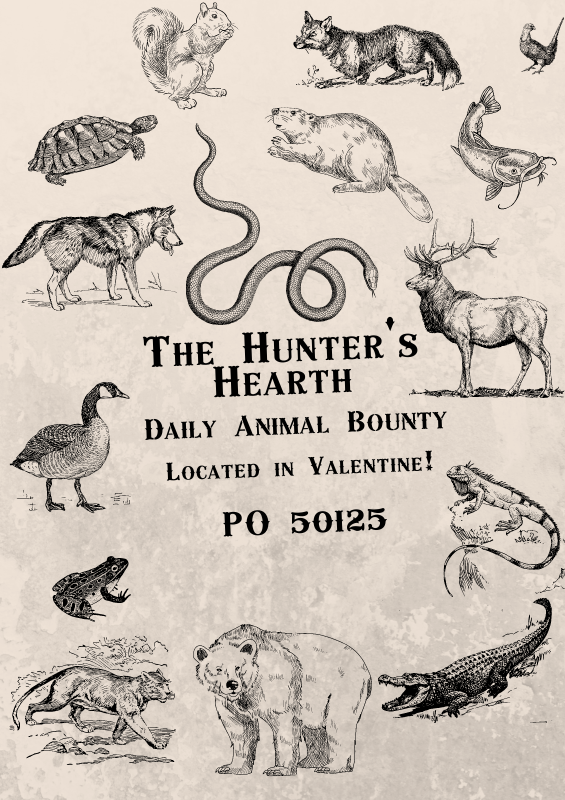 The Hunter's
Hearth
Daily Animal Bounty
Located in Valentine!
PO 50125